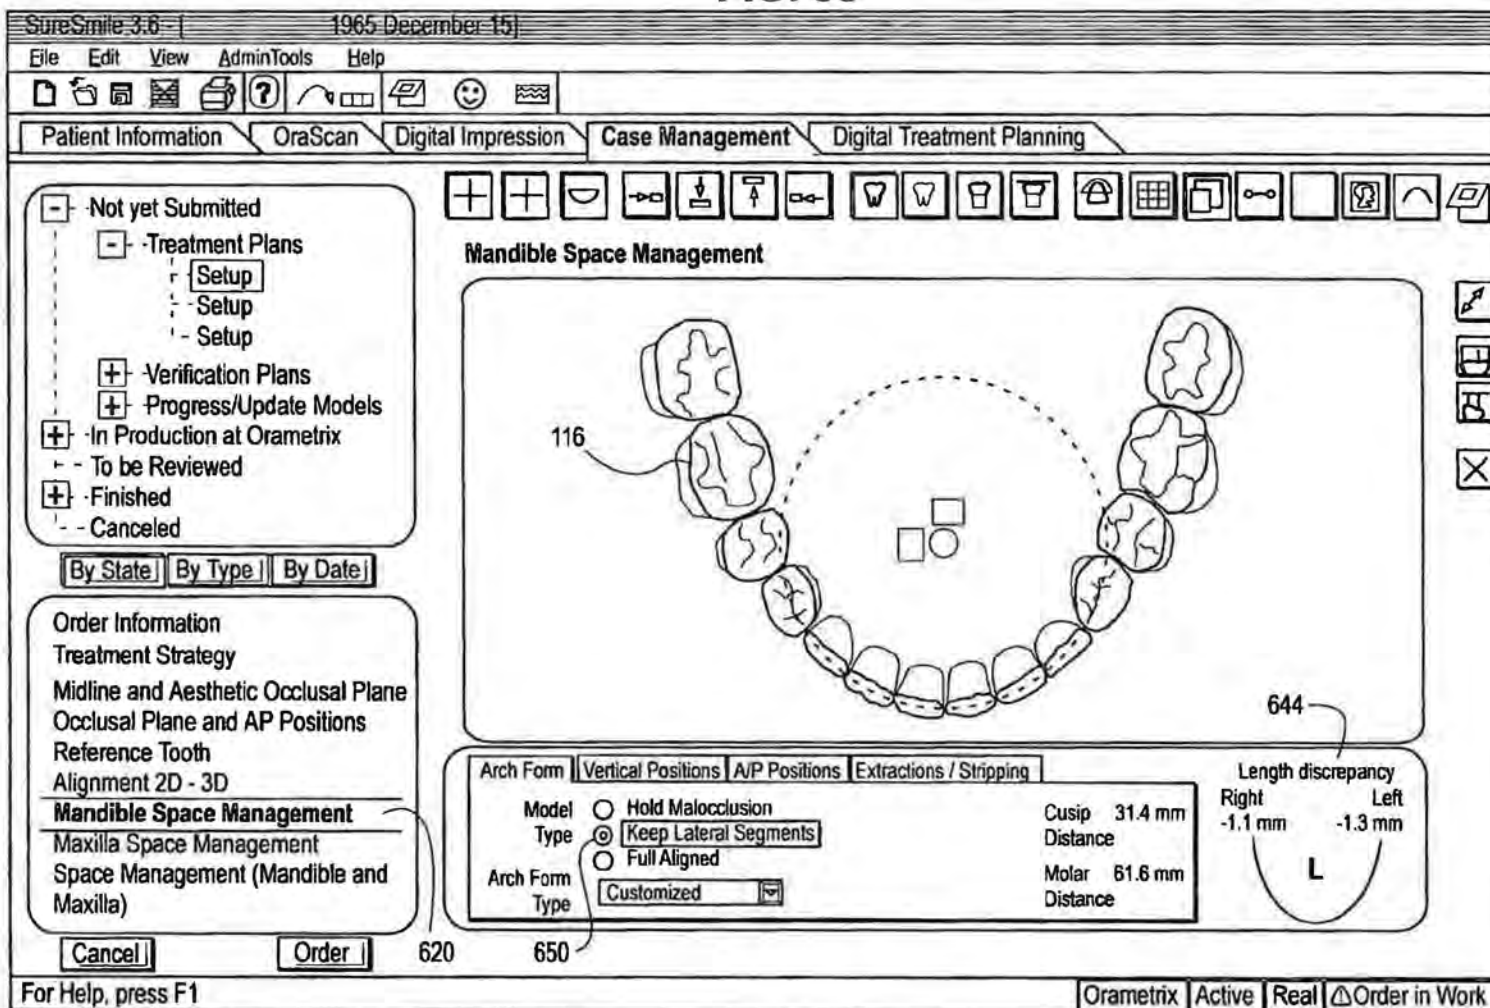 SureSmile 3.6 - [ 1965 December 15]
File Edit View AdminTools Help
?
Patient Information OraScan Digital Impression Case Management Digital Treatment Planning
Not yet Submitted
Treatment Plans
Setup
Setup
Setup
Verification Plans
Progress/Update Models
In Production at Orametrix
To be Reviewed
Finished
Canceled
By State By Type By Date
Order Information
Treatment Strategy
Midline and Aesthetic Occlusal Plane
Occlusal Plane and AP Positions
Reference Tooth
Alignment 2D - 3D
Mandible Space Management
Maxilla Space Management
Space Management (Mandible and
Maxilla)
Cancel Order
620
Mandible Space Management
116
644
Arch Form Vertical Positions A/P Positions Extractions / Stripping
Model
Type
Hold Malocclusion
Keep Lateral Segments
Full Aligned
Arch Form
Type
Customized
Cusip 31.4 mm
Distance
Molar 61.6 mm
Distance
650
Length discrepancy
Right Left
-1.1 mm -1.3 mm
L
For Help, press F1
Orametrix Active Real Order in Work